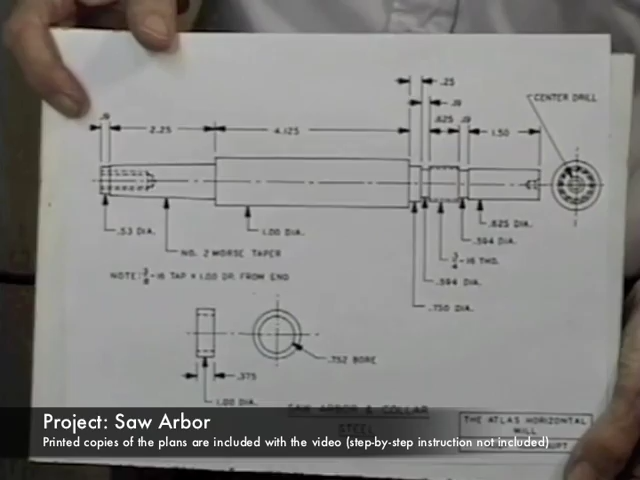 .25
CENTER DRILL
.19
.19
2.25
4.125
.625
.19
1.50
.53 DIA.
1.00 DIA.
.625 DIA.
NO. 2 MORSE TAPER
.594 DIA.
3/4-16 THD.
NOTE: 3/8-16 TAP × 1.00 DP. FROM END
.594 DIA.
.750 DIA.
.752 BORE
.375
1.00 DIA.
SAW ARBOR & COLLAR
STEEL
THE ATLAS HORIZONTAL
MILL
Project: Saw Arbor
Printed copies of the plans are included with the video (step-by-step instruction not included)